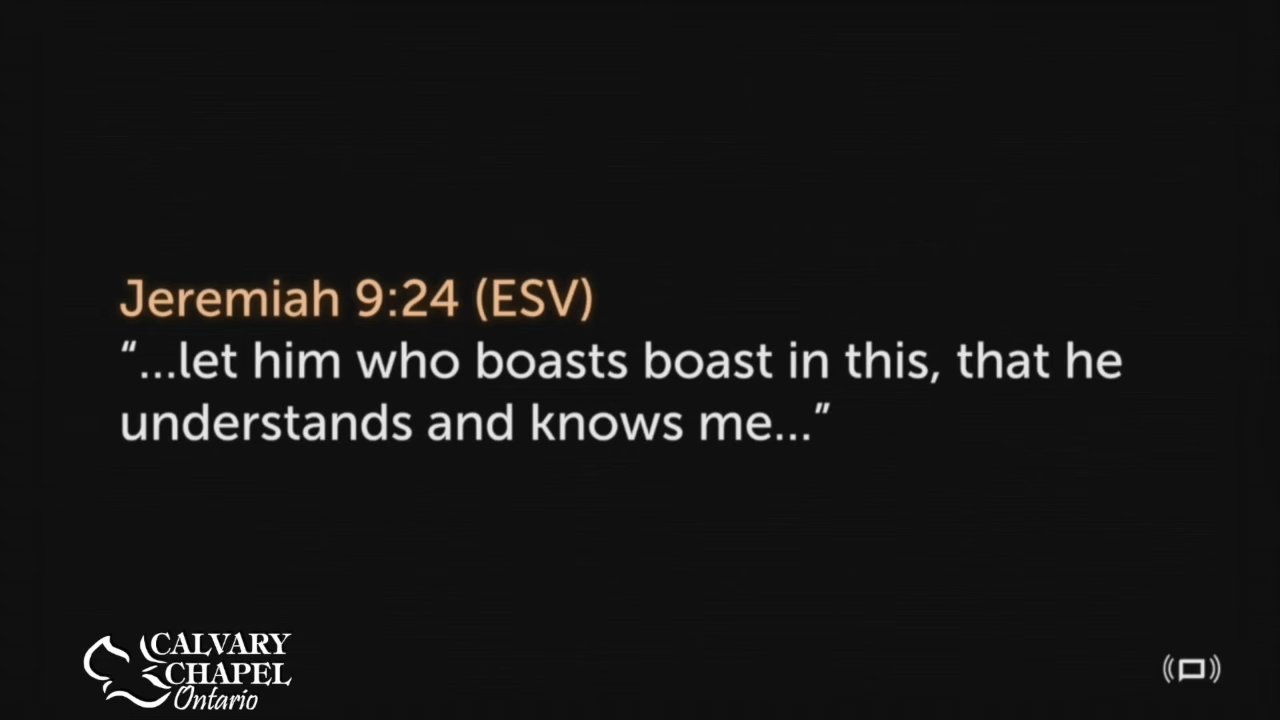 Jeremiah 9:24 (ESV)
“...let him who boasts boast in this, that he
understands and knows me...”
CALVARY
CHAPEL
Ontario